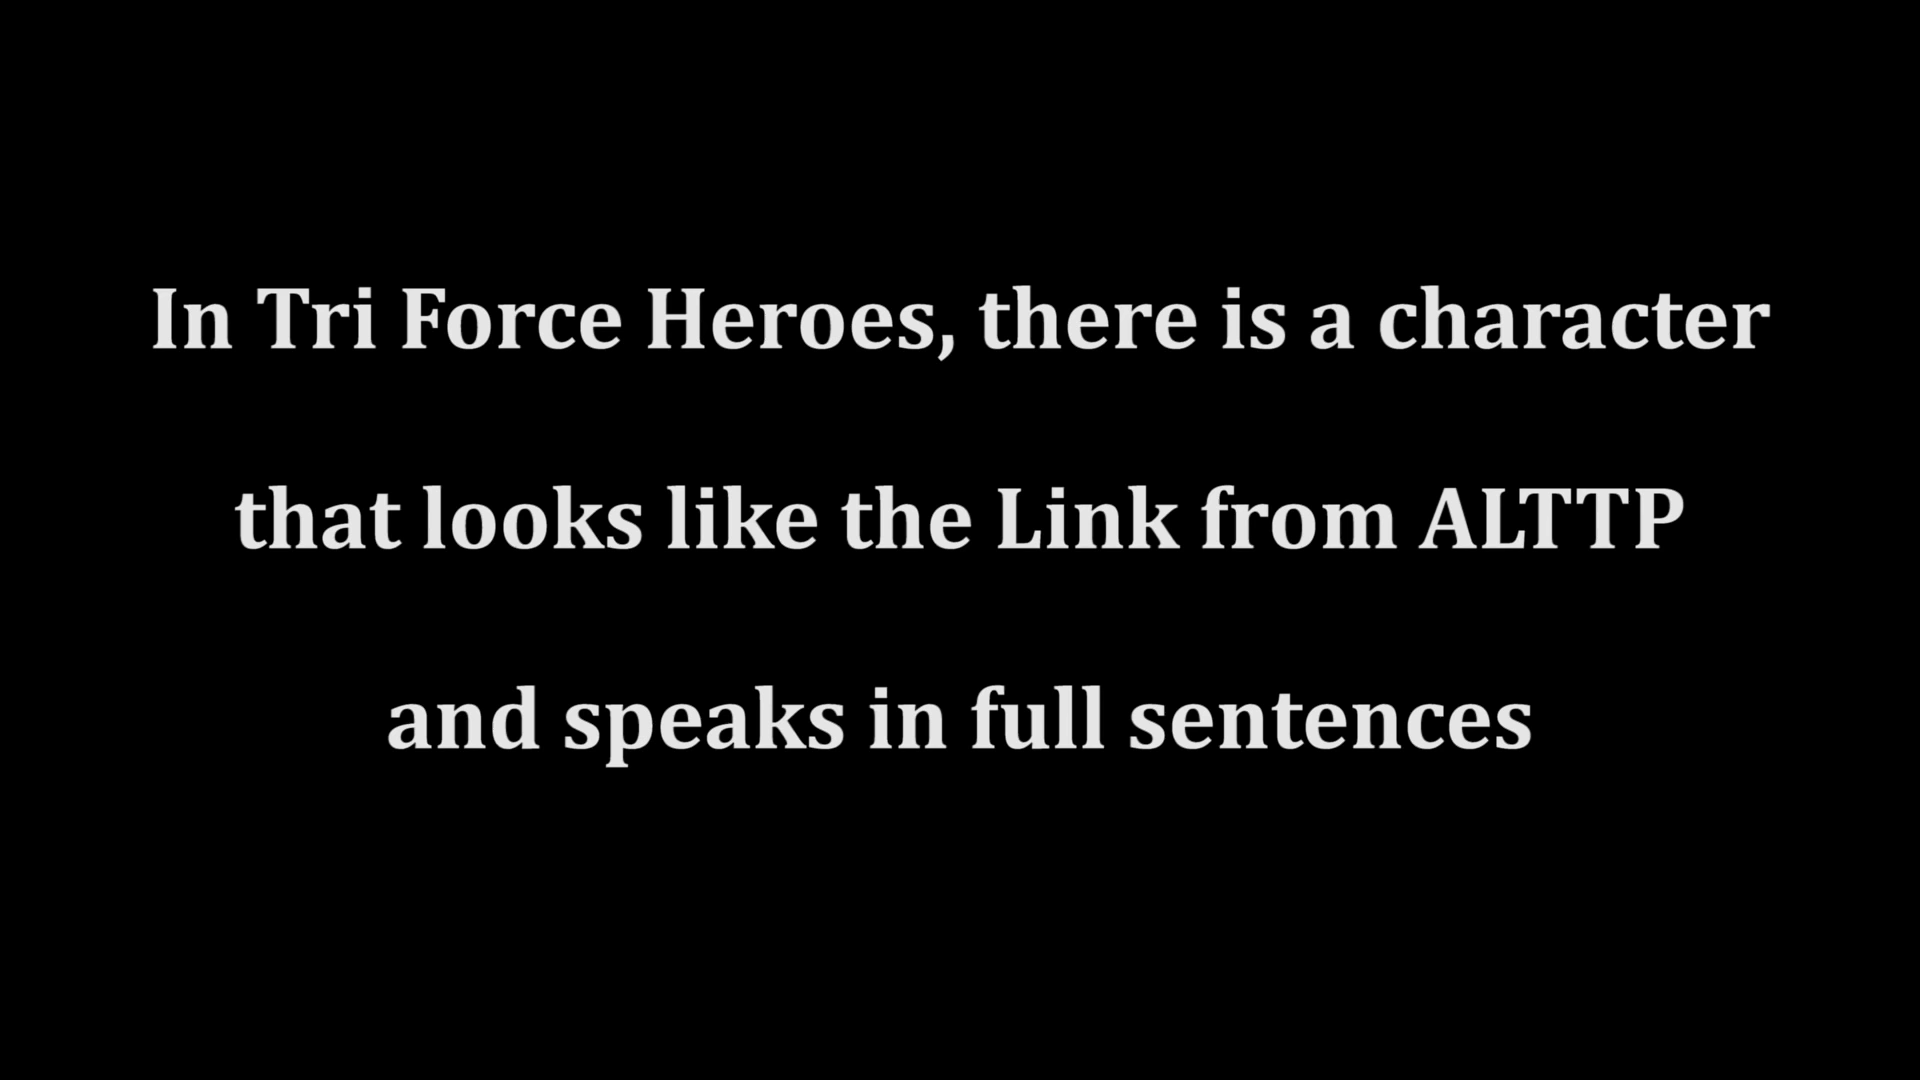 In Tri Force Heroes, there is a character
that looks like the Link from ALTTP
and speaks in full sentences